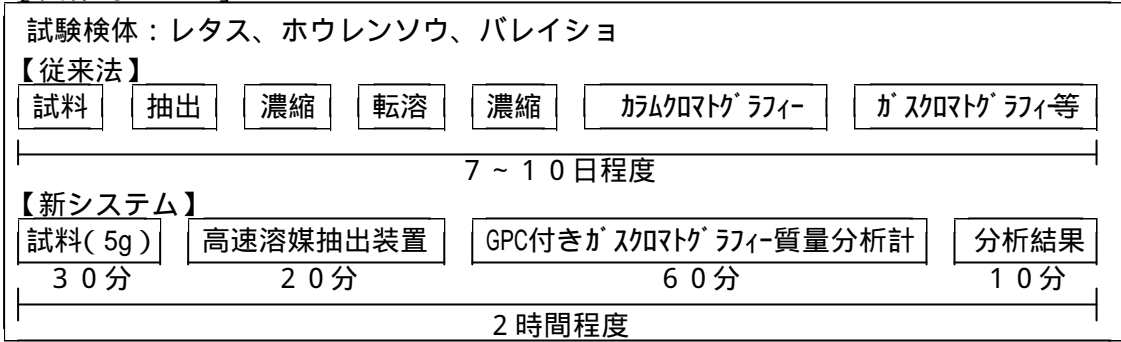 試験検体：レタス、ホウレンソウ、バレイショ
【従来法】
試料 抽出 濃縮 転溶 濃縮 ｶﾗﾑｸﾛﾏﾄｸﾞﾗﾌｨｰ ｶﾞｽｸﾛﾏﾄｸﾞﾗﾌｨｰ等
７～１０日程度
【新システム】
試料(5g) 高速溶媒抽出装置 GPC付きｶﾞｽｸﾛﾏﾄｸﾞﾗﾌｨｰ質量分析計 分析結果
３０分 ２０分 ６０分 １０分
２時間程度